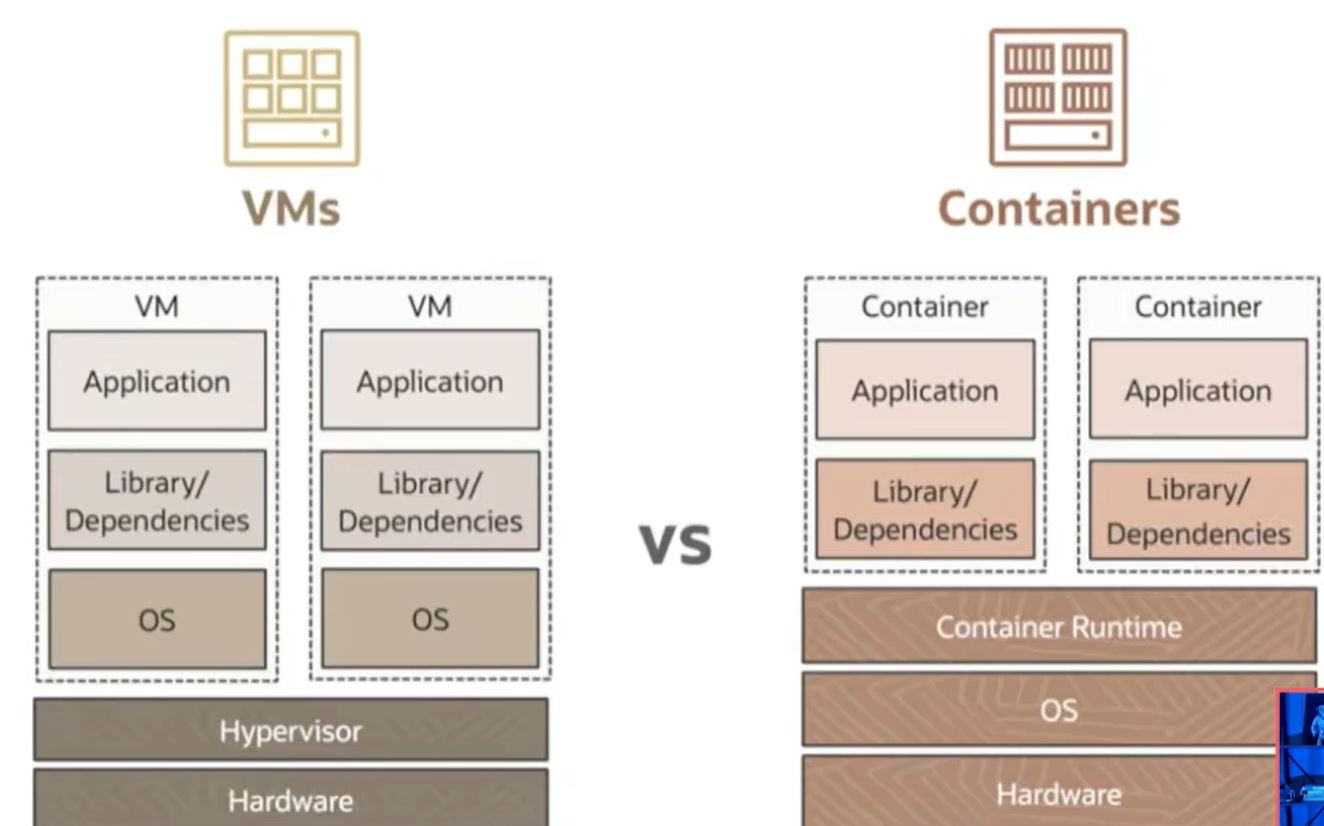 VMs
VM
Application
Library/
Dependencies
OS
VM
Application
Library/
Dependencies
OS
Hypervisor
Hardware
vs
Containers
Container
Application
Library/
Dependencies
Container
Application
Library/
Dependencies
Container Runtime
OS
Hardware